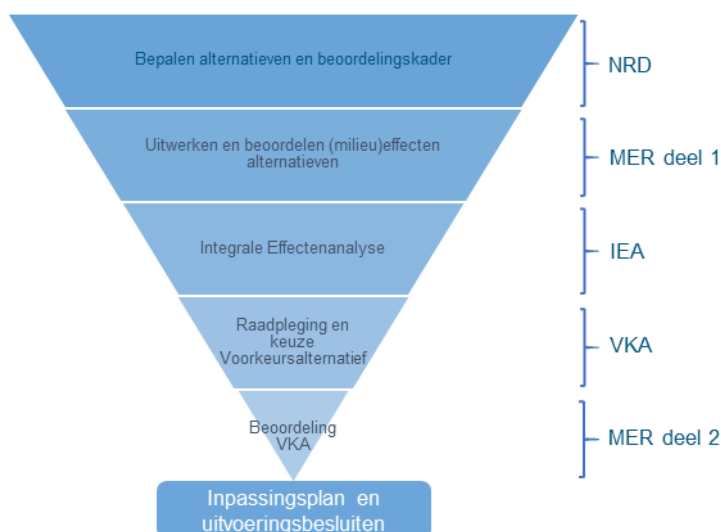 Bepalen alternatieven en beoordelingskader
NRD
Uitwerken en beoordelen (milieu)effecten
alternatieven
MER deel 1
Integrale Effectenanalyse
IEA
Raadpleging en
keuze
Voorkeursalternatief
VKA
Beoordeling
VKA
MER deel 2
Inpassingsplan en
uitvoeringsbesluiten